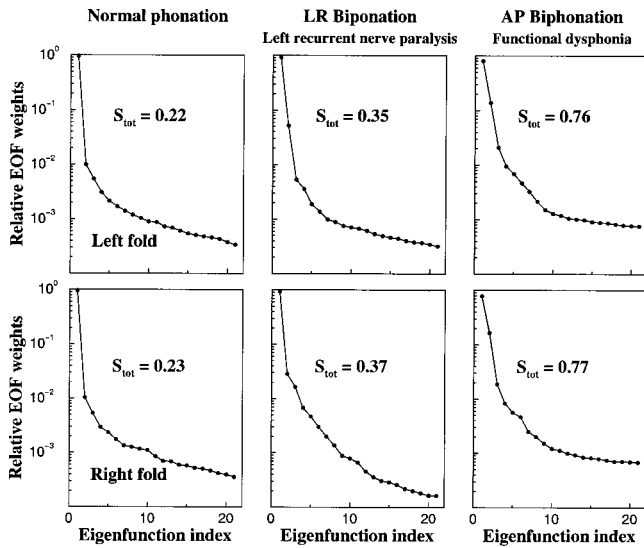 Normal phonation
LR Biponation
Left recurrent nerve paralysis
AP Biphonation
Functional dysphonia
Relative EOF weights
10^0
10^-1
10^-2
10^-3
S_tot = 0.22
Left fold
S_tot = 0.35
S_tot = 0.76
Relative EOF weights
10^0
10^-1
10^-2
10^-3
S_tot = 0.23
Right fold
S_tot = 0.37
S_tot = 0.77
0 10 20
0 10 20
0 10 20
Eigenfunction index
Eigenfunction index
Eigenfunction index